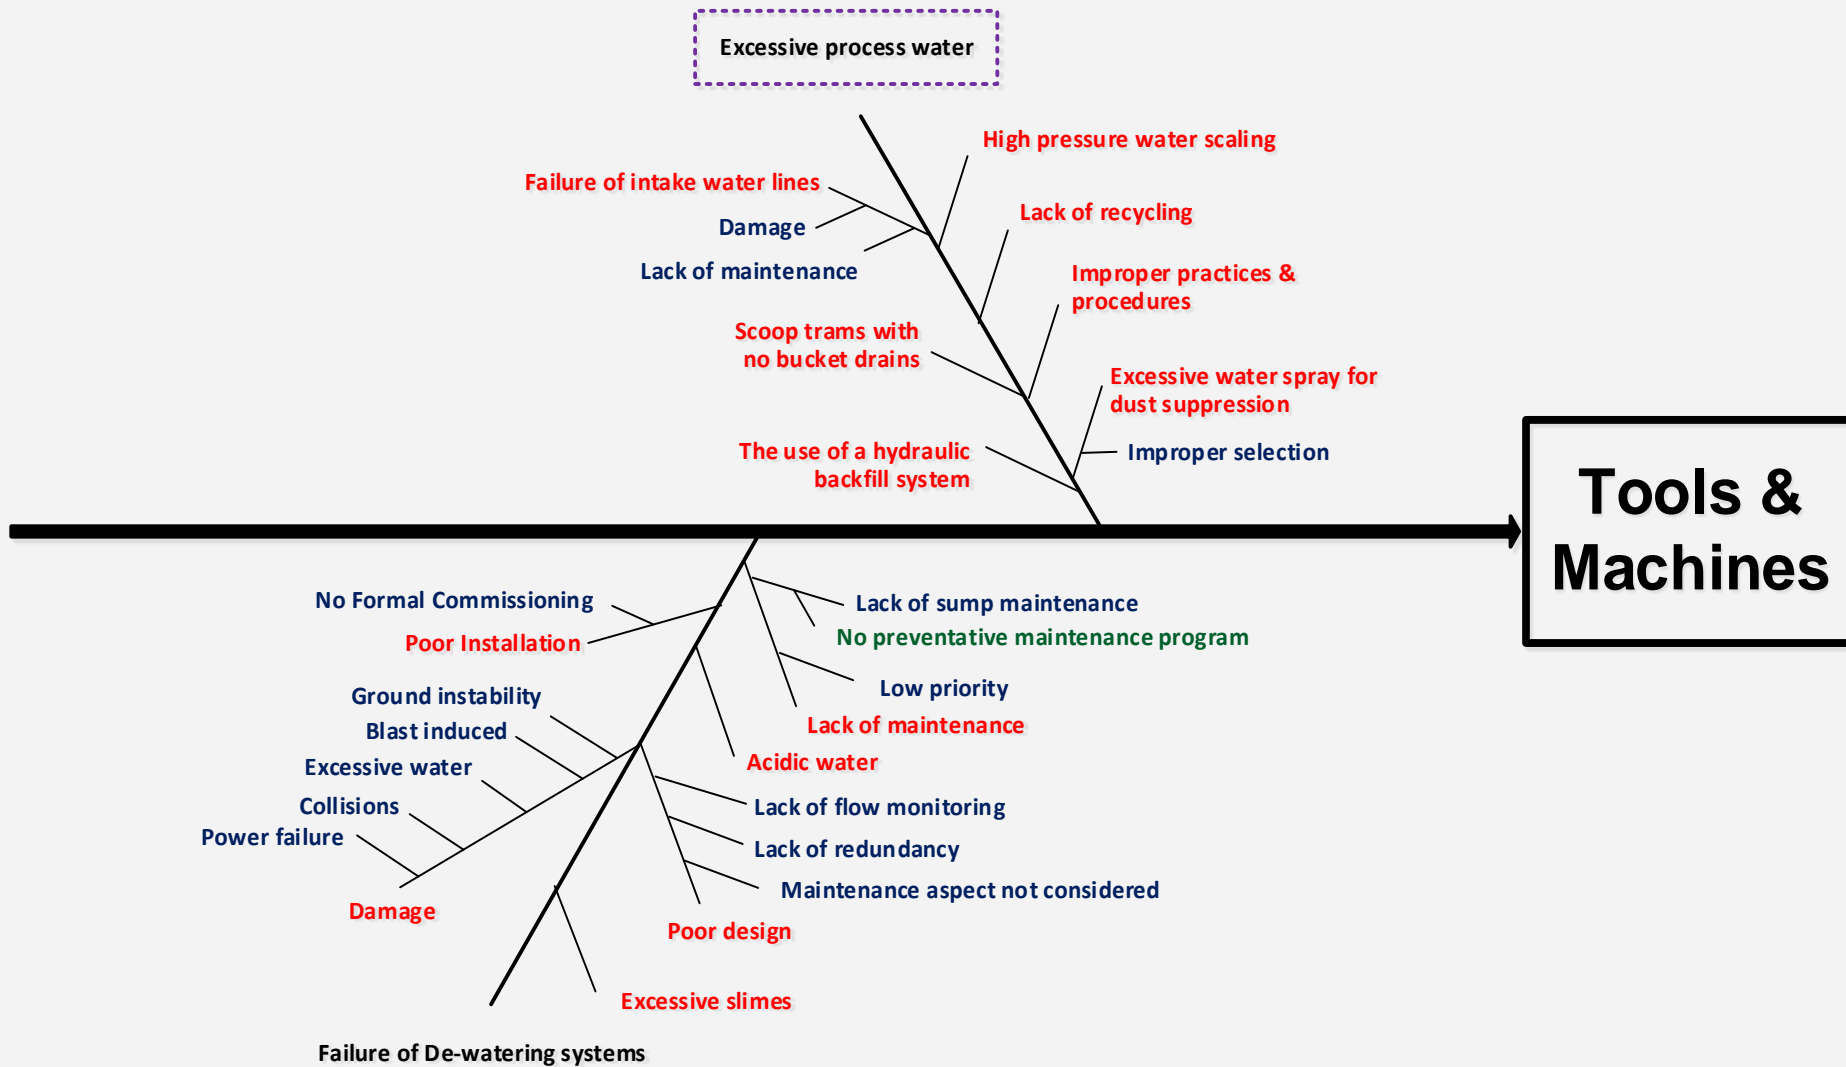 Excessive process water
High pressure water scaling
Failure of intake water lines
Lack of recycling
Damage
Lack of maintenance
Improper practices &
procedures
Scoop trams with
no bucket drains
Excessive water spray for
dust suppression
The use of a hydraulic
backfill system
Improper selection
Tools &
Machines
No Formal Commissioning
Lack of sump maintenance
Poor Installation
No preventative maintenance program
Ground instability
Low priority
Blast induced
Lack of maintenance
Excessive water
Acidic water
Collisions
Lack of flow monitoring
Power failure
Lack of redundancy
Maintenance aspect not considered
Damage
Poor design
Excessive slimes
Failure of De-watering systems